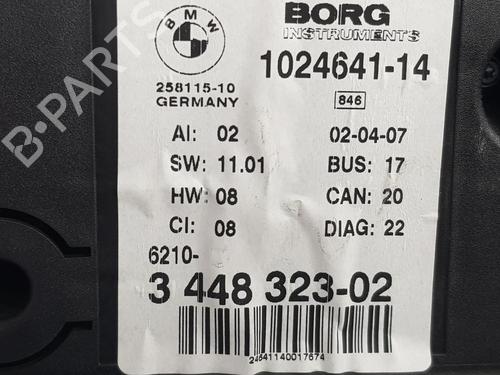 BMW
BORG
INSTRUMENTS
1024641-14
258115-10
GERMANY
846
AI: 02
02-04-07
SW: 11.01
BUS: 17
HW: 08
CAN: 20
CI: 08
DIAG: 22
6210-
3 448 323-02
24641140017674
B-Parts